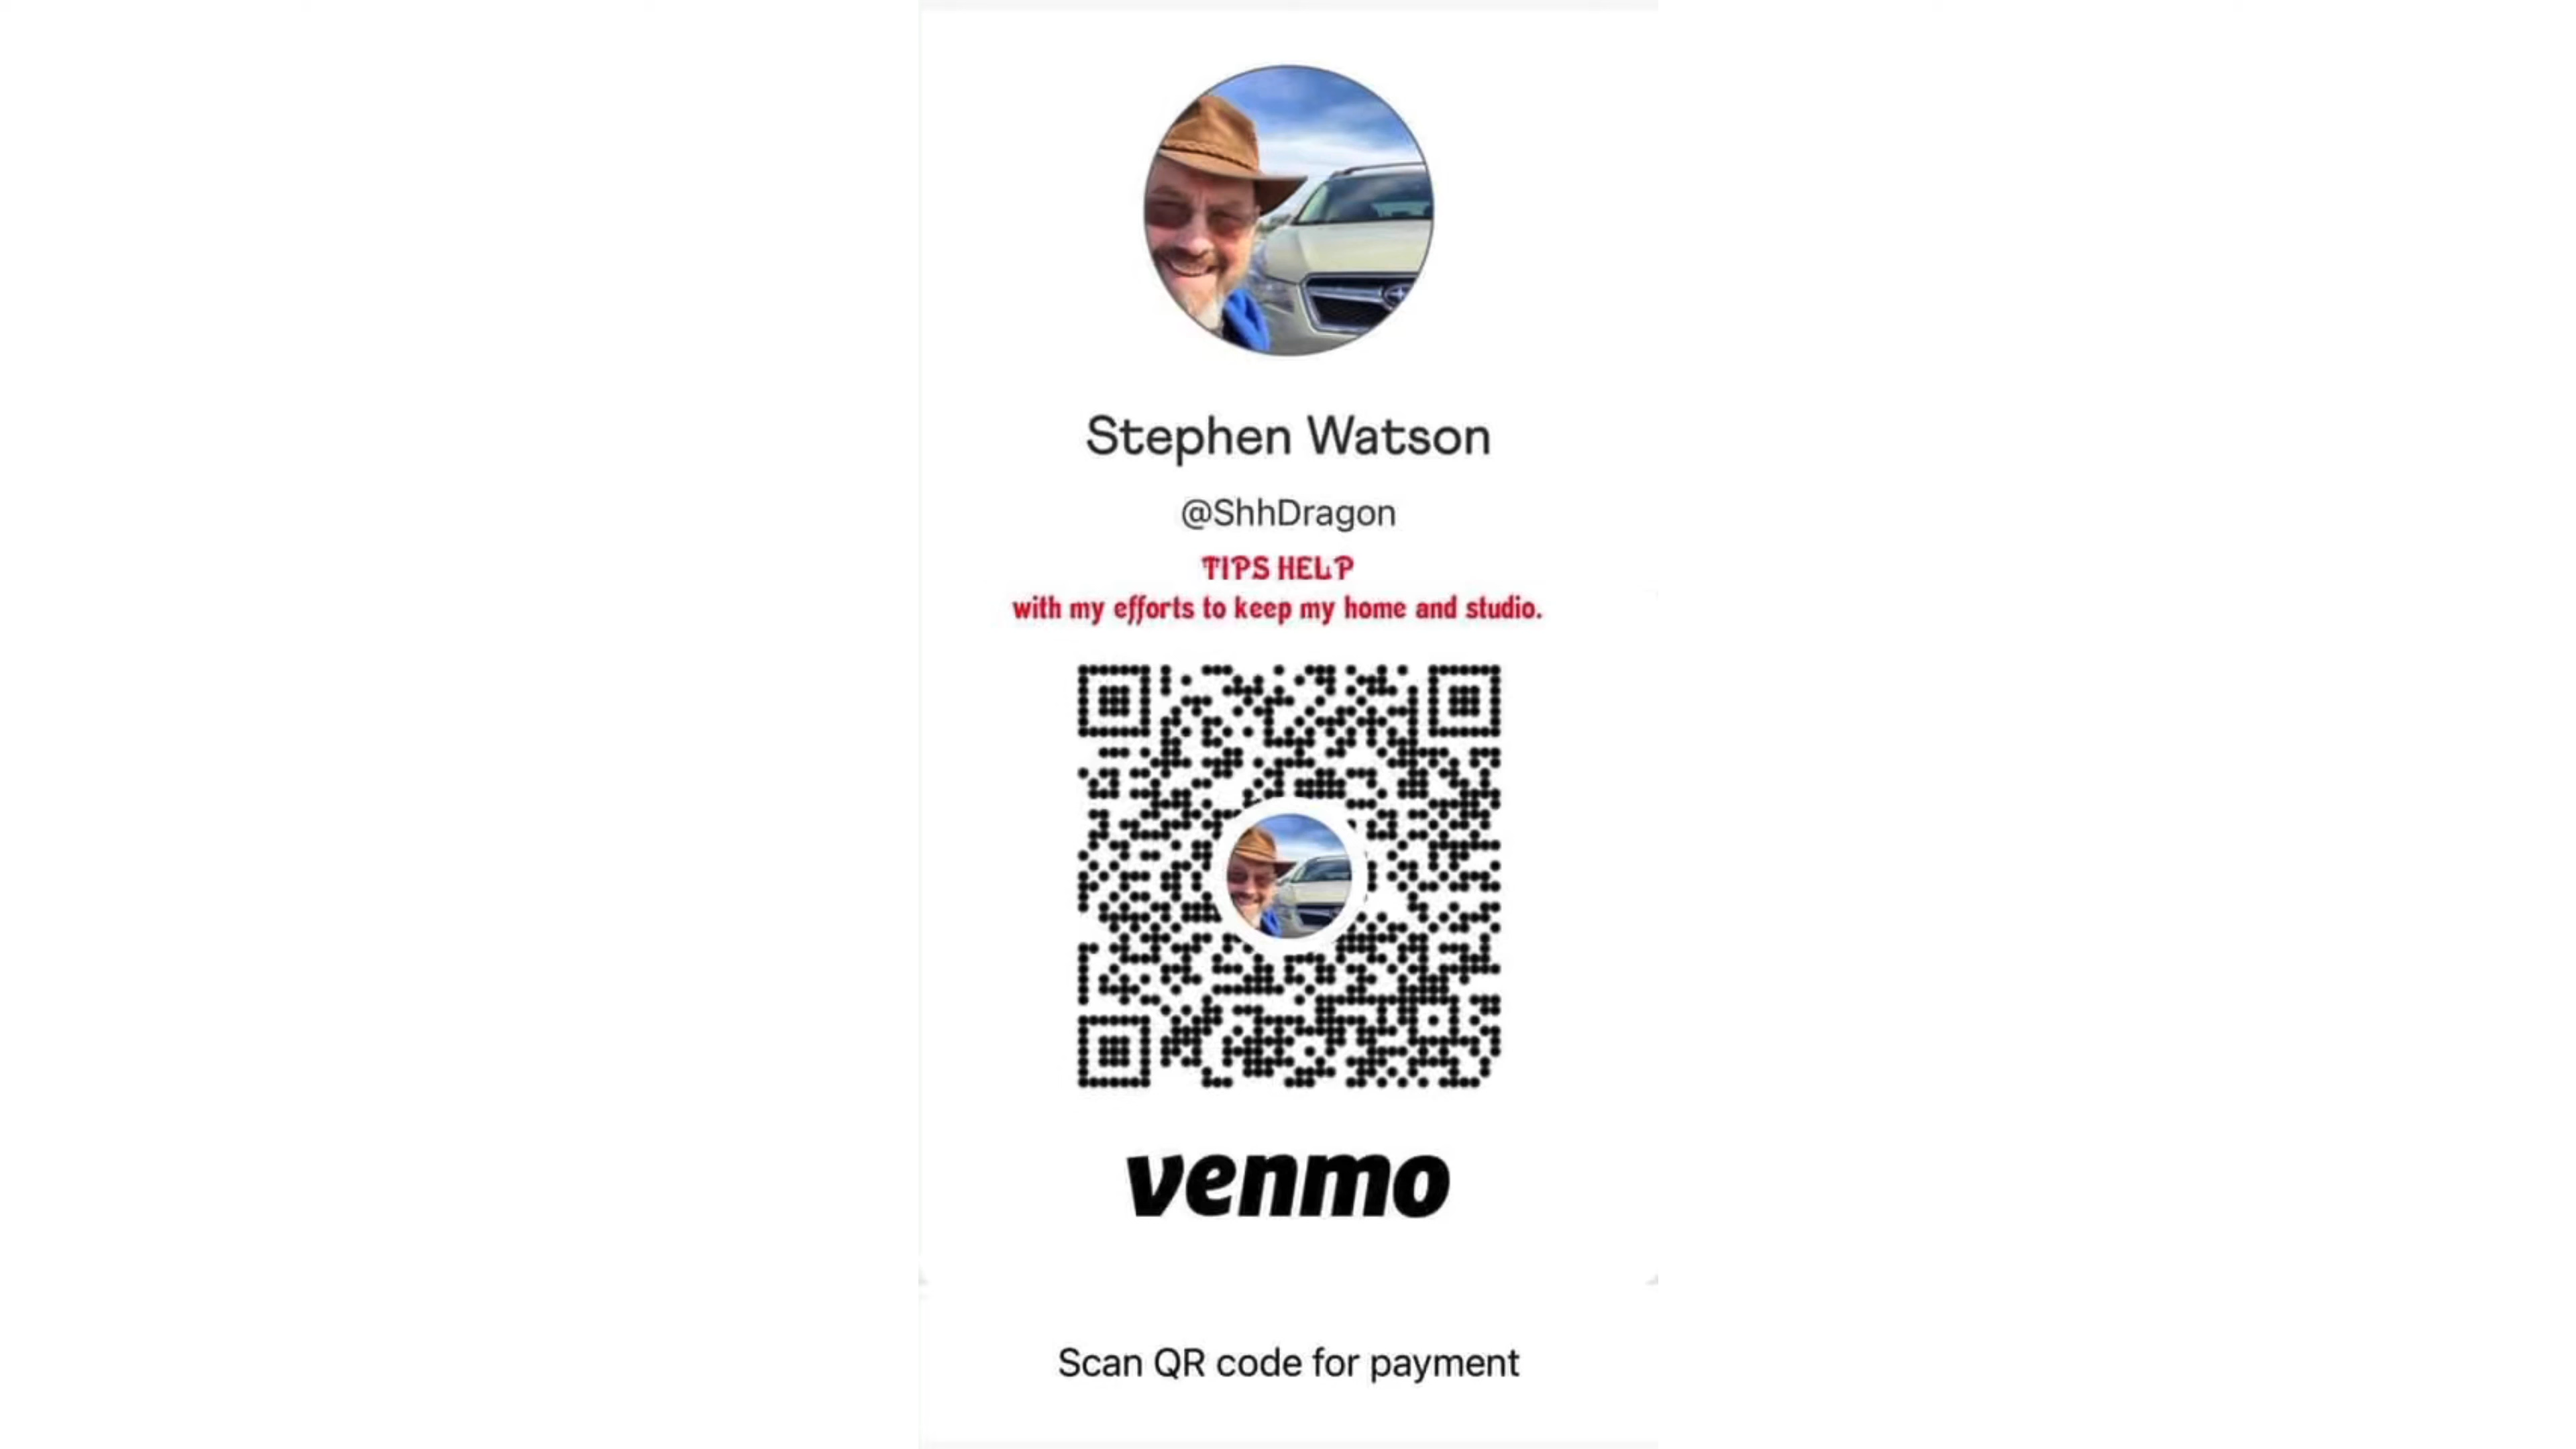 Stephen Watson
@ShhDragon
TIPS HELP
with my efforts to keep my home and studio.
venmo
Scan QR code for payment